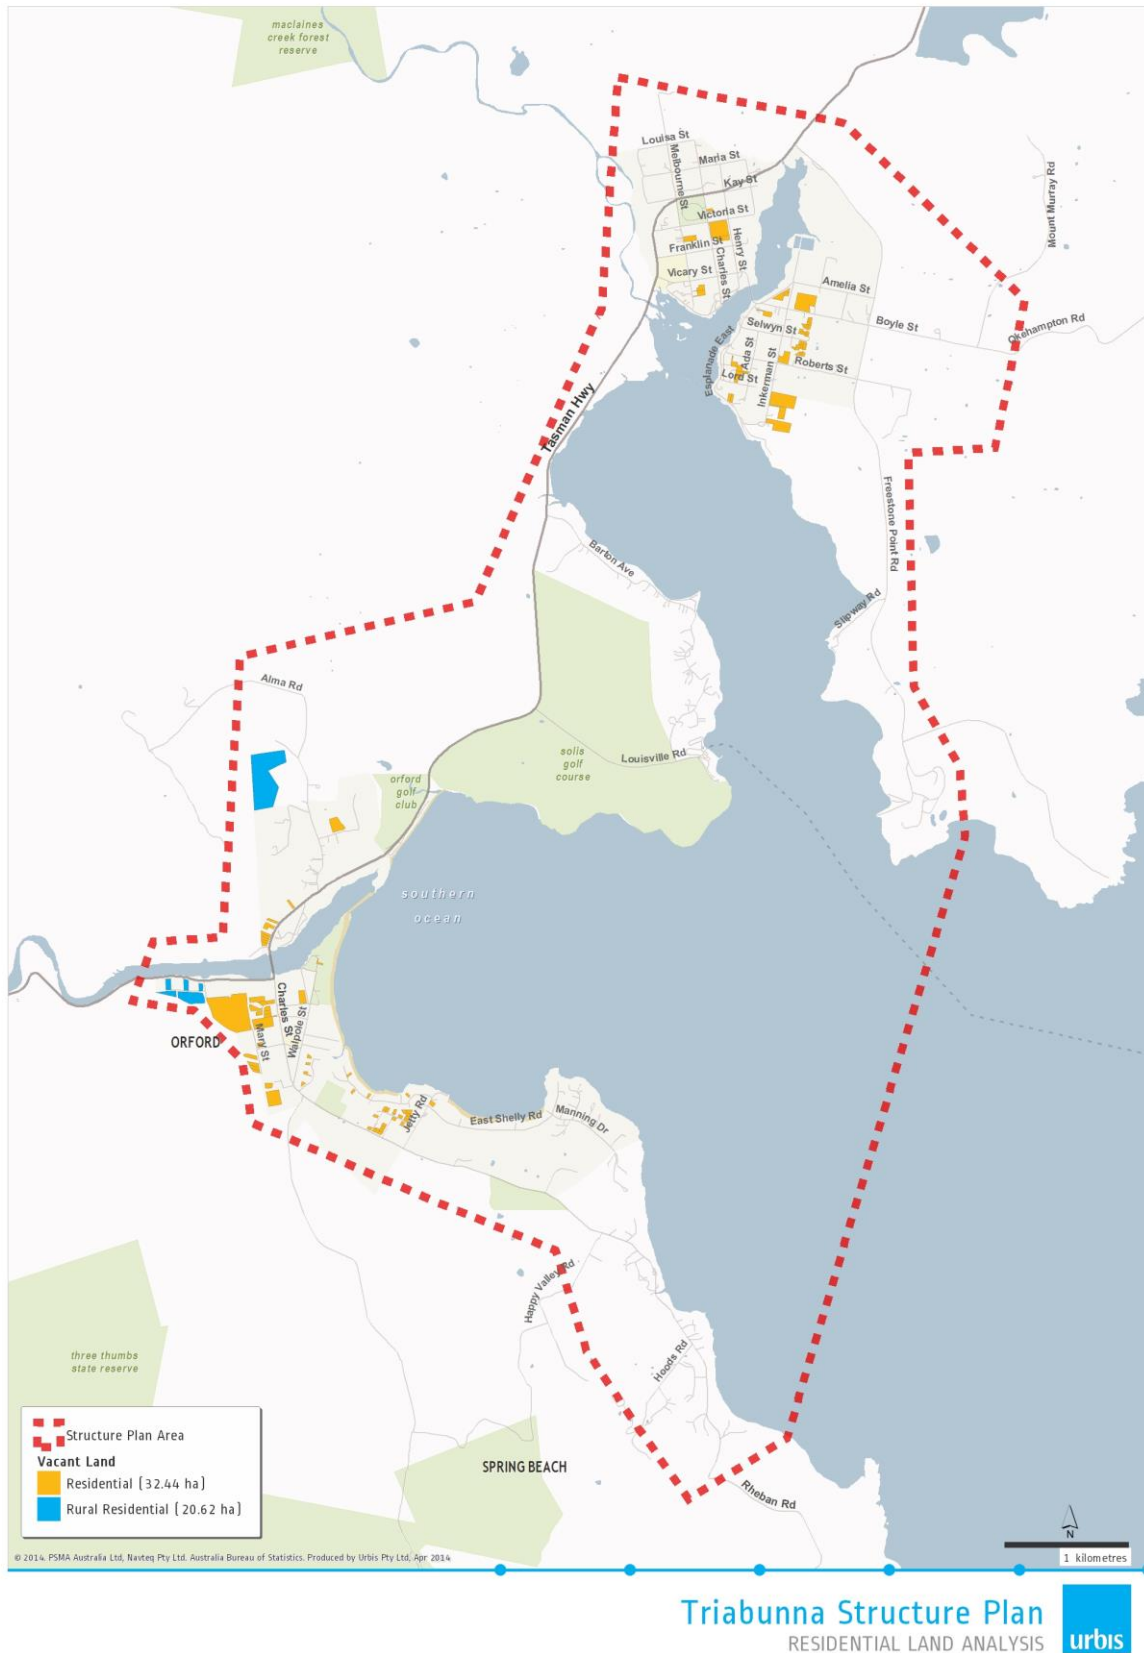 maclaines
creek forest
reserve
Louisa St
Melbourne St
Maria St
Kay St
Victoria St
Franklin St
Henry St
Charles St
Vicary St
Mount Murray Rd
Amelia St
Boyle St
Okehampton Rd
Selwyn St
Esplanade East
Ada St
Inkerman St
Roberts St
Lord St
Tasman Hwy
Freestone Point Rd
Barton Ave
Slipway Rd
Alma Rd
solis
golf
course
Louisville Rd
orford
golf
club
southern
ocean
Charles St
Walpole St
Mary St
ORFORD
Jetty Rd
East Shelly Rd
Manning Dr
Happy Valley Rd
Hoods Rd
three thumbs
state reserve
SPRING BEACH
Rheban Rd
Structure Plan Area
Vacant Land
Residential (32.44 ha)
Rural Residential (20.62 ha)
N
1 kilometres
© 2014. PSMA Australia Ltd, Navteq Pty Ltd. Australia Bureau of Statistics. Produced by Urbis Pty Ltd, Apr 2014
Triabunna Structure Plan
RESIDENTIAL LAND ANALYSIS
urbis